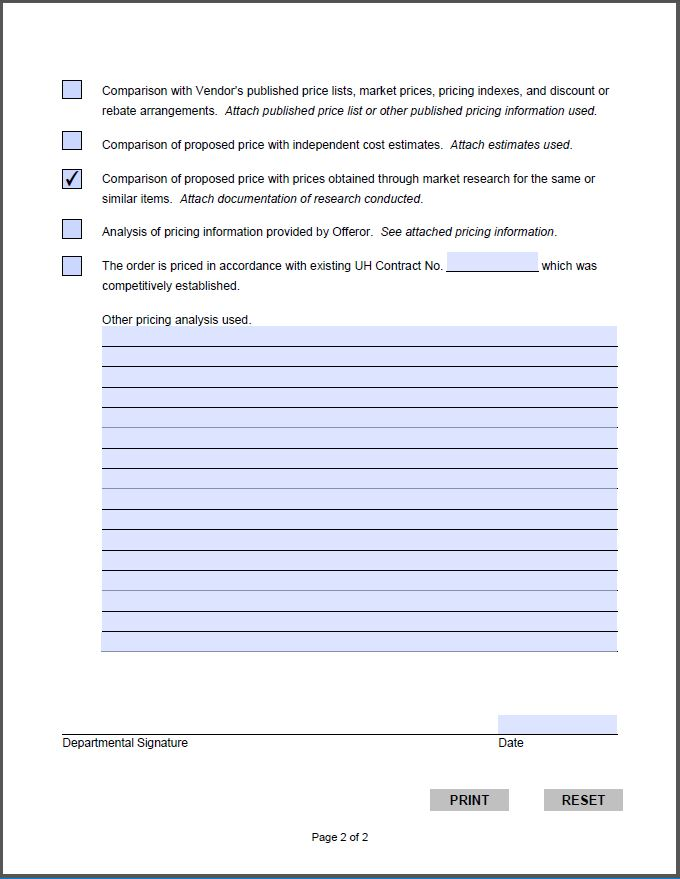 Comparison with Vendor's published price lists, market prices, pricing indexes, and discount or
rebate arrangements. Attach published price list or other published pricing information used.
Comparison of proposed price with independent cost estimates. Attach estimates used.
Comparison of proposed price with prices obtained through market research for the same or
similar items. Attach documentation of research conducted.
Analysis of pricing information provided by Offeror. See attached pricing information.
The order is priced in accordance with existing UH Contract No. which was
competitively established.
Other pricing analysis used.
Departmental Signature Date
PRINT RESET
Page 2 of 2